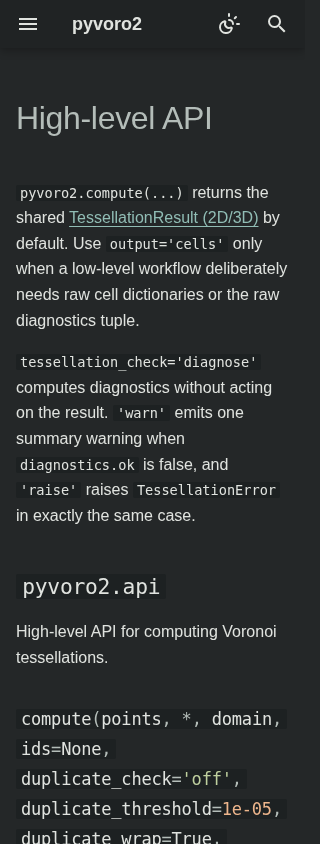 pyvoro2
High-level API
pyvoro2.compute(...) returns the
shared TessellationResult (2D/3D) by
default. Use output='cells' only
when a low-level workflow deliberately
needs raw cell dictionaries or the raw
diagnostics tuple.
tessellation_check='diagnose'
computes diagnostics without acting
on the result. 'warn' emits one
summary warning when
diagnostics.ok is false, and
'raise' raises TessellationError
in exactly the same case.
pyvoro2.api
High-level API for computing Voronoi
tessellations.
compute(points, *, domain,
ids=None,
duplicate_check='off',
duplicate_threshold=1e-05,
duplicate_wrap=True,